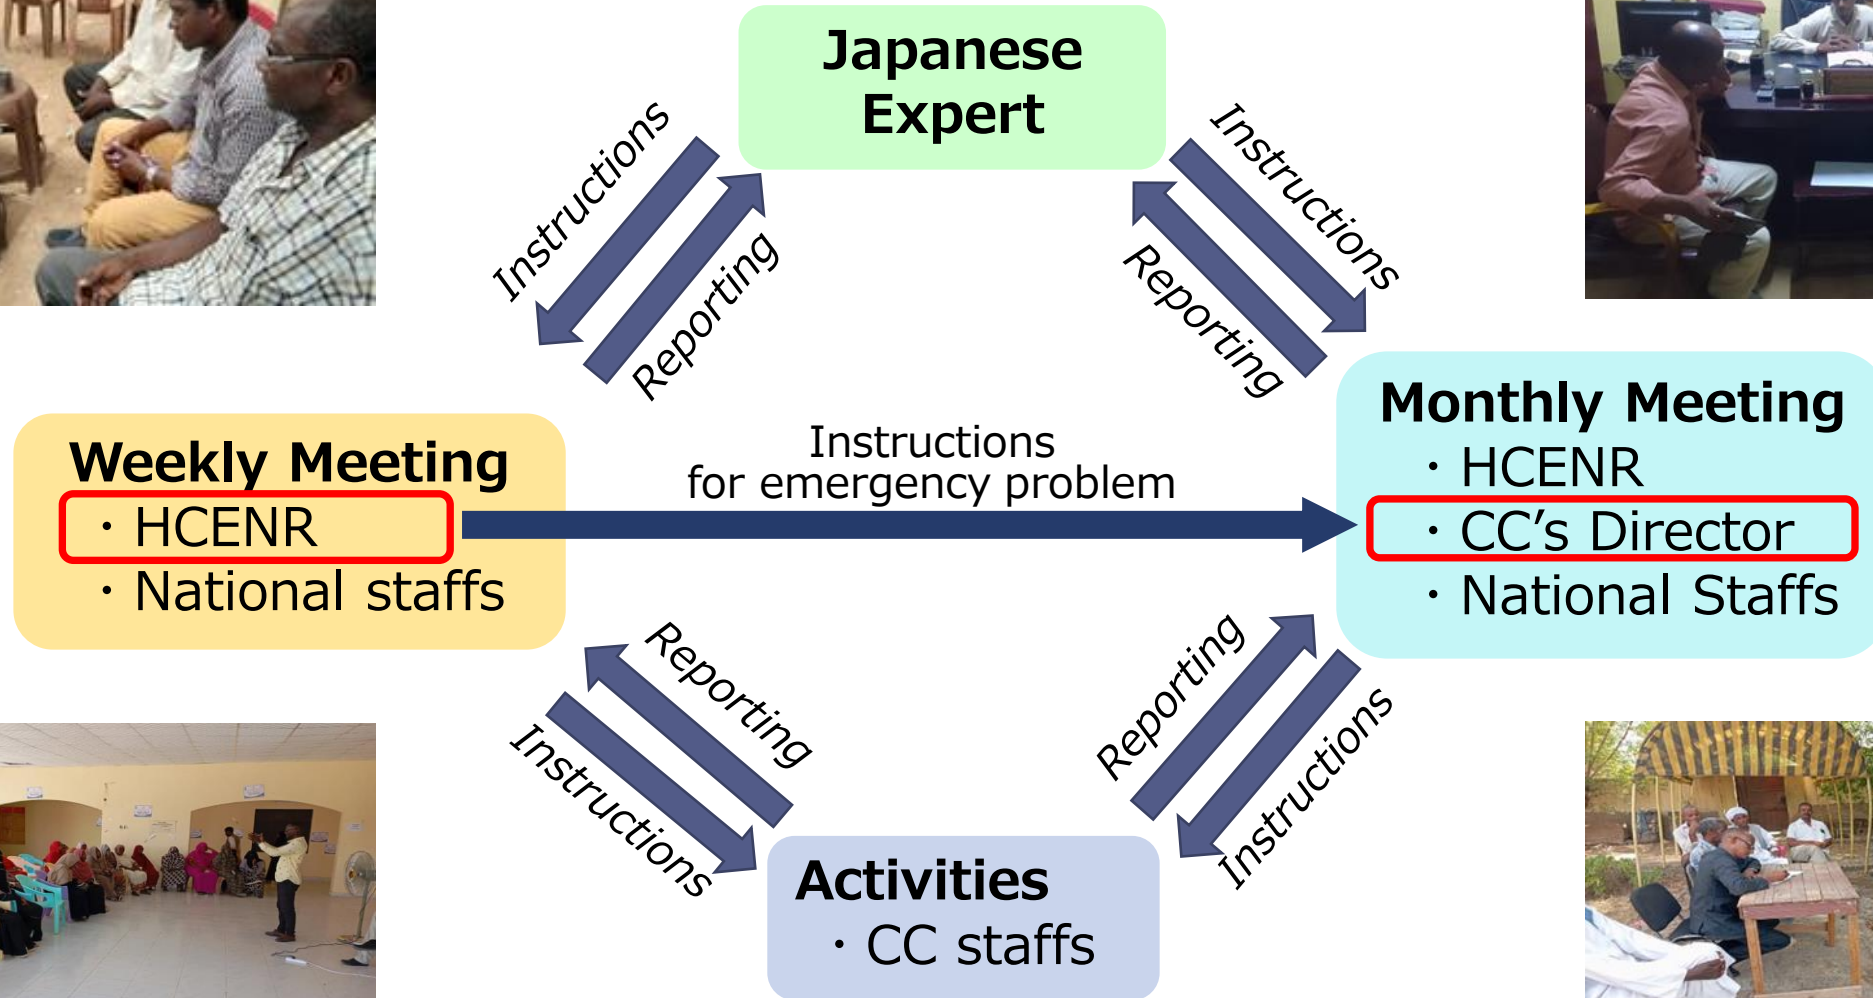 Japanese
Expert
Instructions
Reporting
Instructions
Reporting
Weekly Meeting
・HCENR
・National staffs
Instructions
for emergency problem
Monthly Meeting
・HCENR
・CC’s Director
・National Staffs
Reporting
Instructions
Reporting
Instructions
Activities
・CC staffs